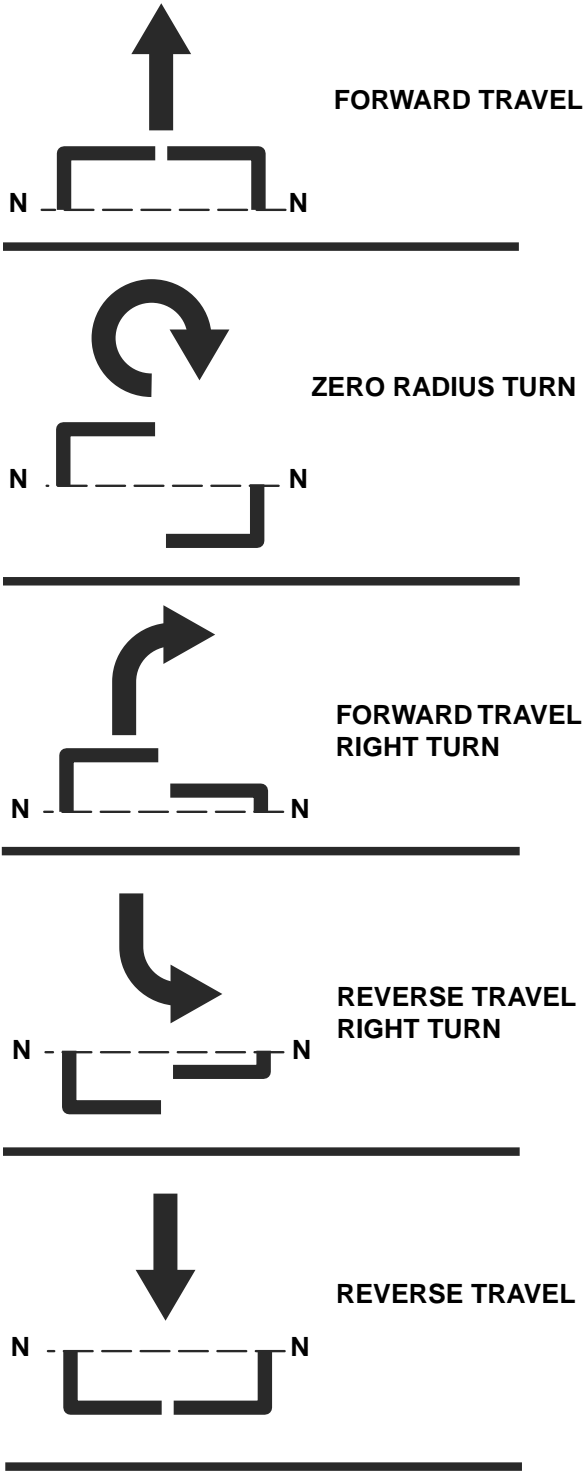 FORWARD TRAVEL
N N
ZERO RADIUS TURN
N N
FORWARD TRAVEL
RIGHT TURN
N N
REVERSE TRAVEL
RIGHT TURN
N N
REVERSE TRAVEL
N N